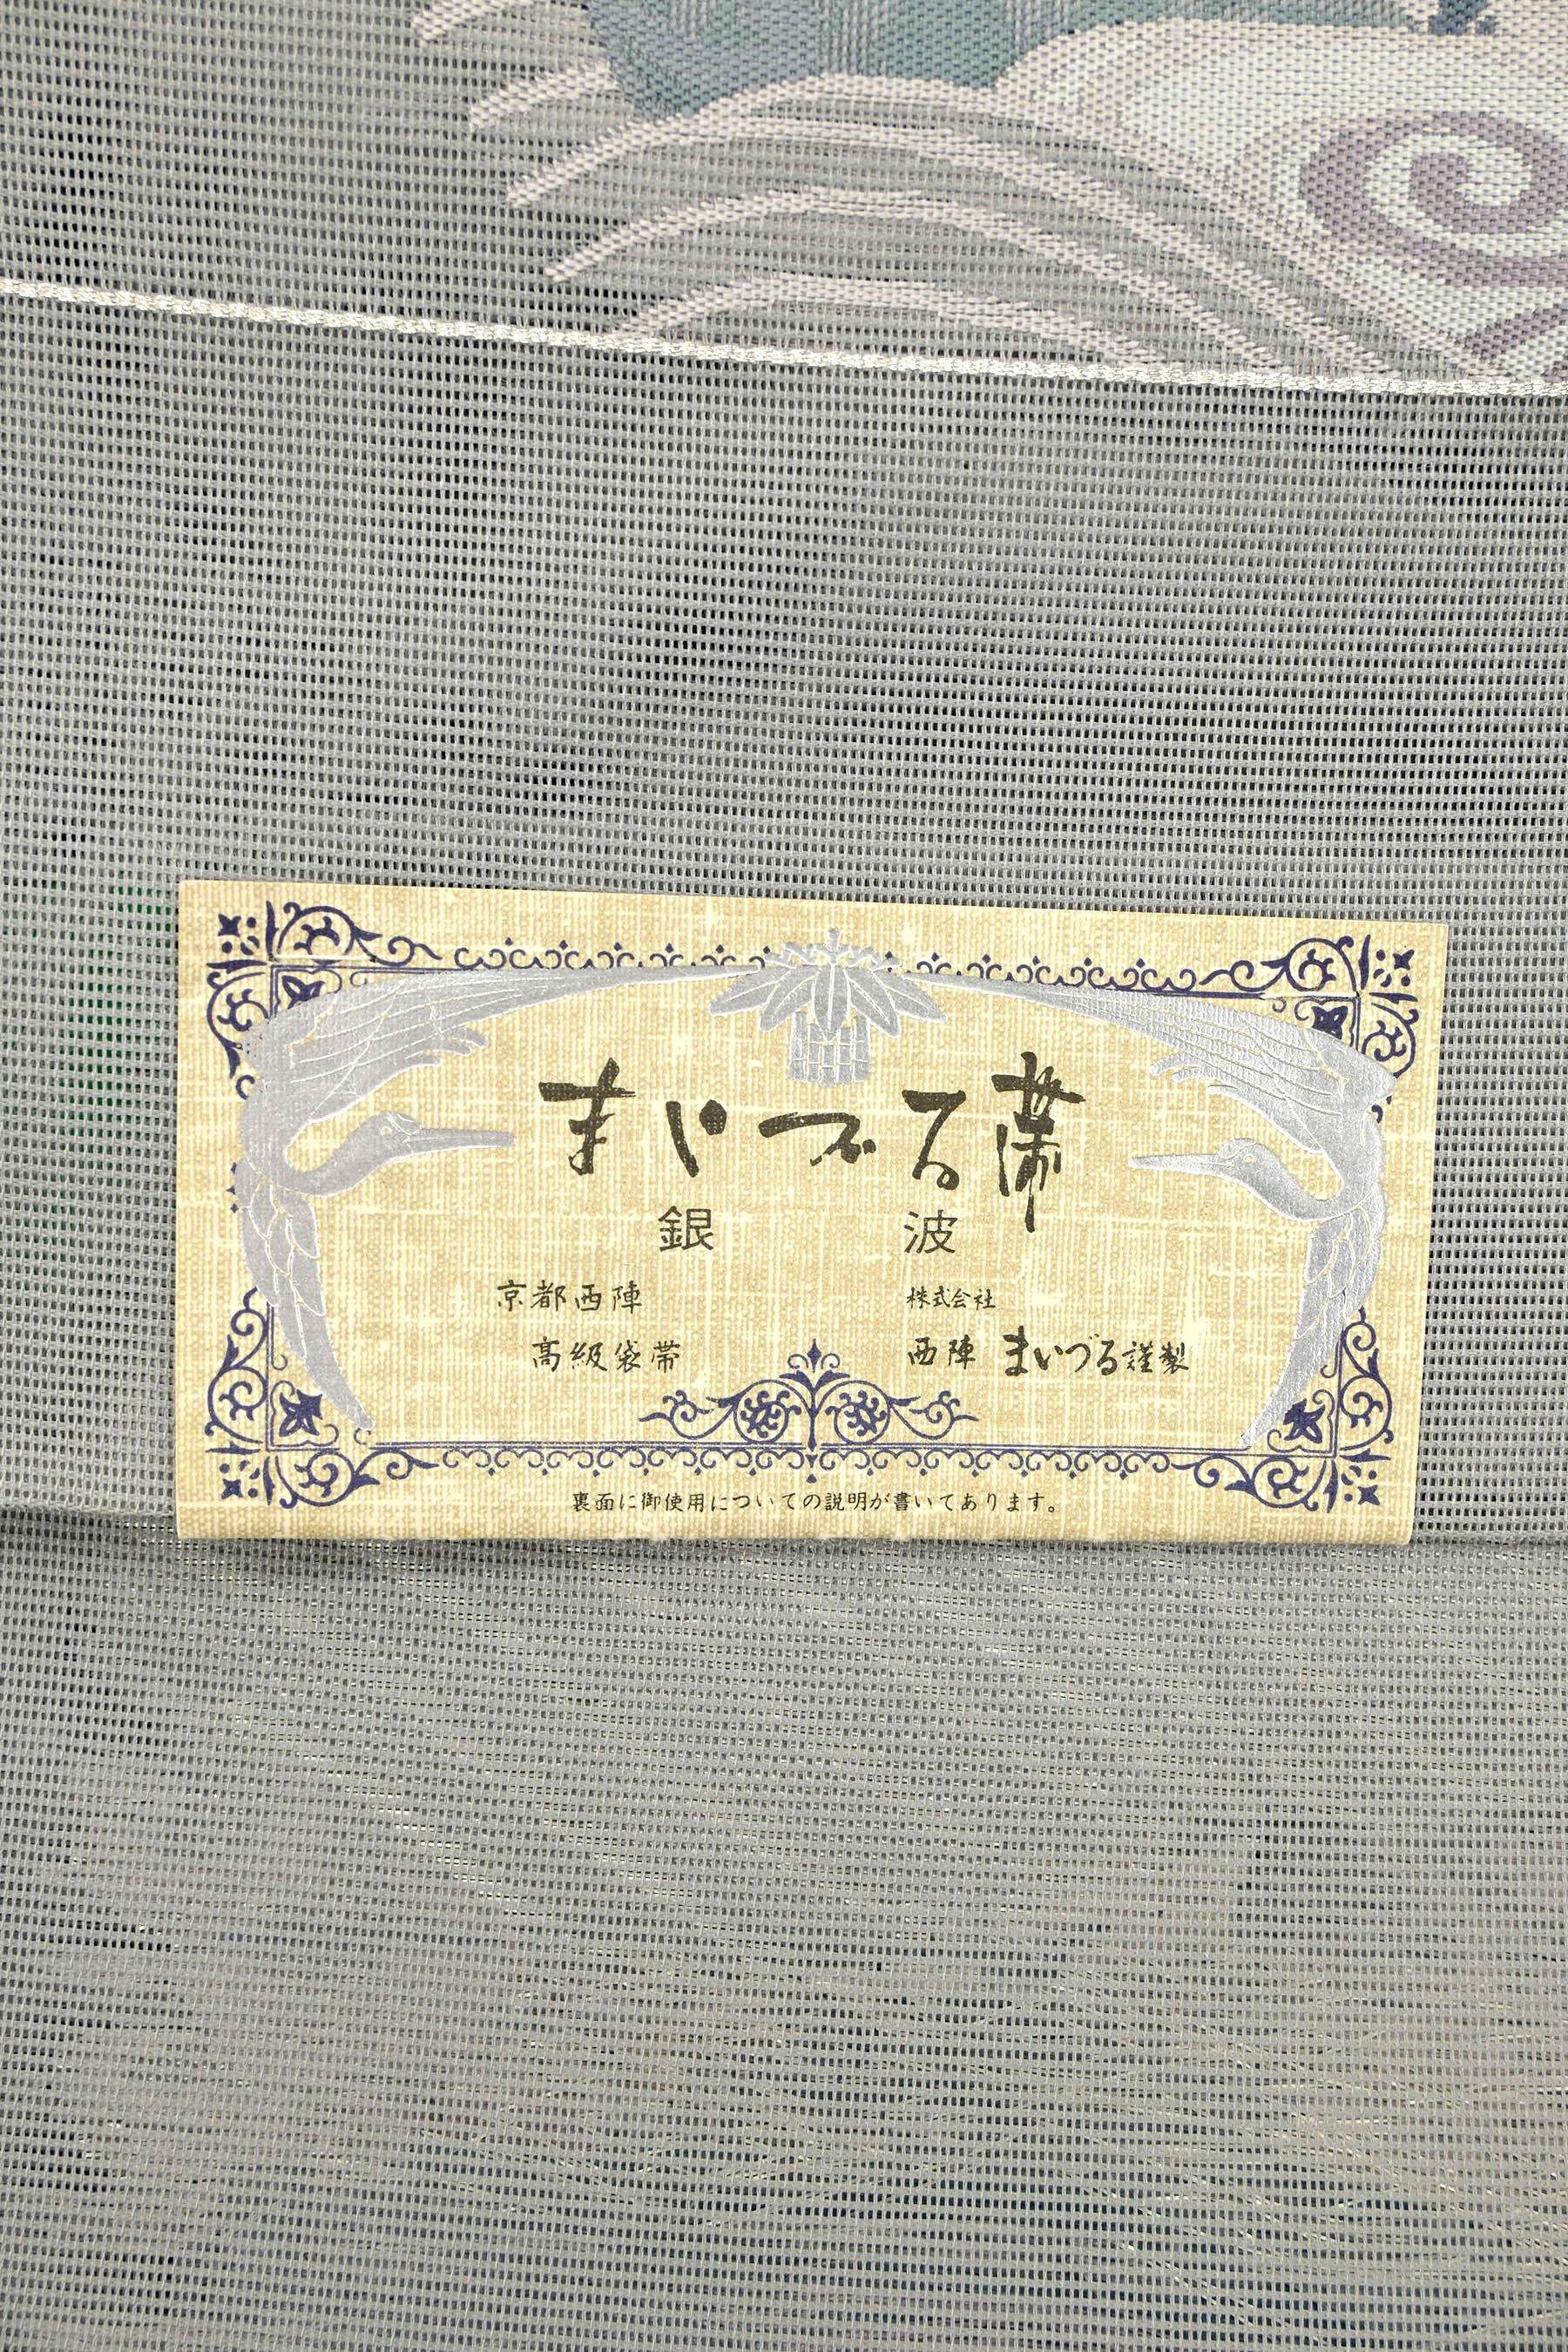 まいづる帯
銀波
京都西陣
高級袋帯
株式会社
西陣 まいづる謹製
裏面に御使用についての説明が書いてあります。